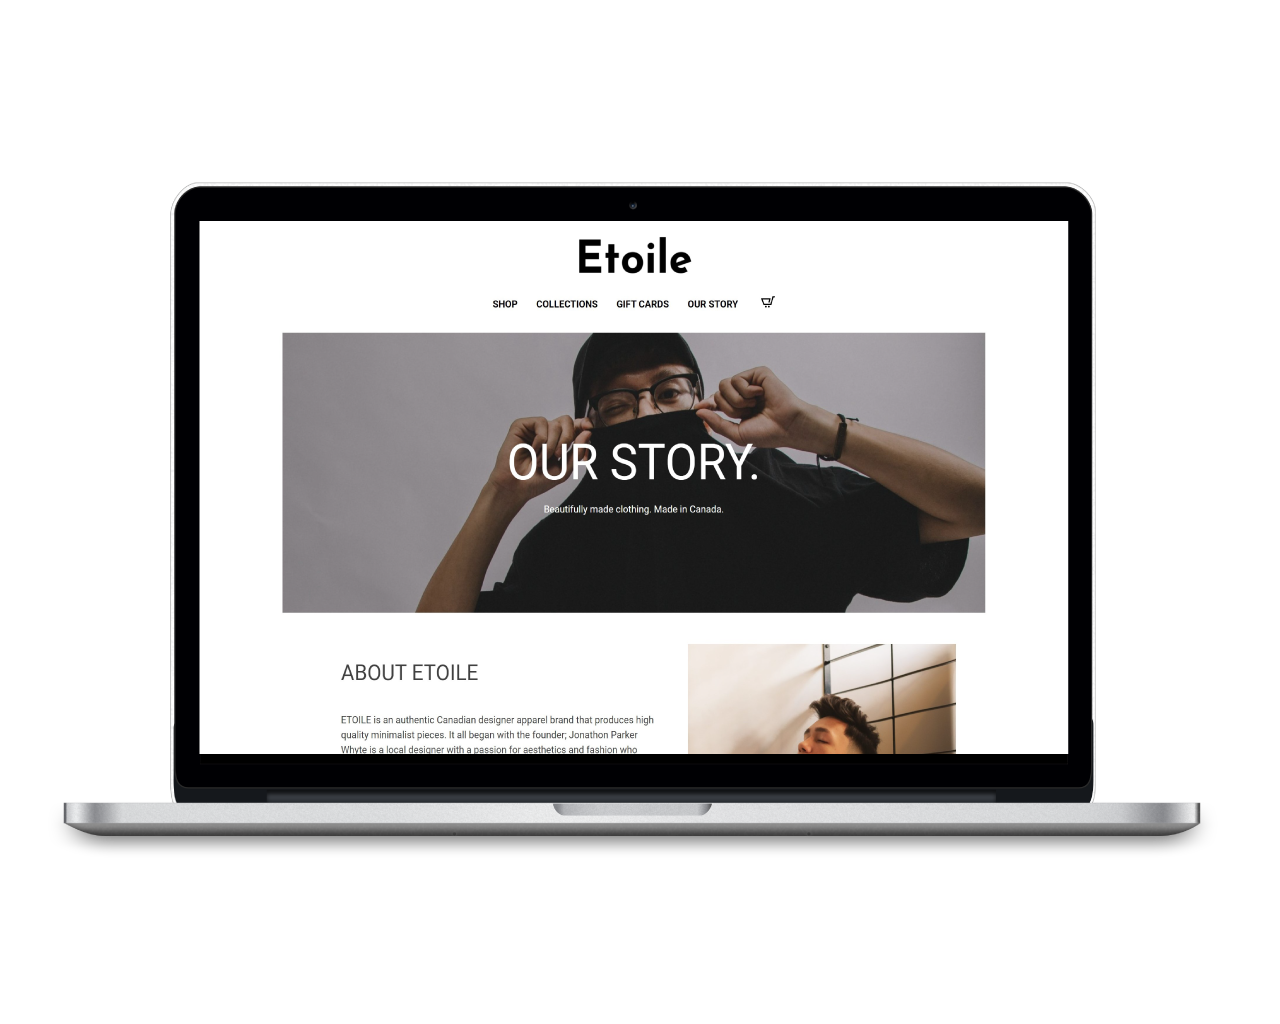 Etoile
SHOP COLLECTIONS GIFT CARDS OUR STORY
OUR STORY.
Beautifully made clothing. Made in Canada.
ABOUT ETOILE
ETOILE is an authentic Canadian designer apparel brand that produces high
quality minimalist pieces. It all began with the founder; Jonathon Parker
Whyte is a local designer with a passion for aesthetics and fashion who